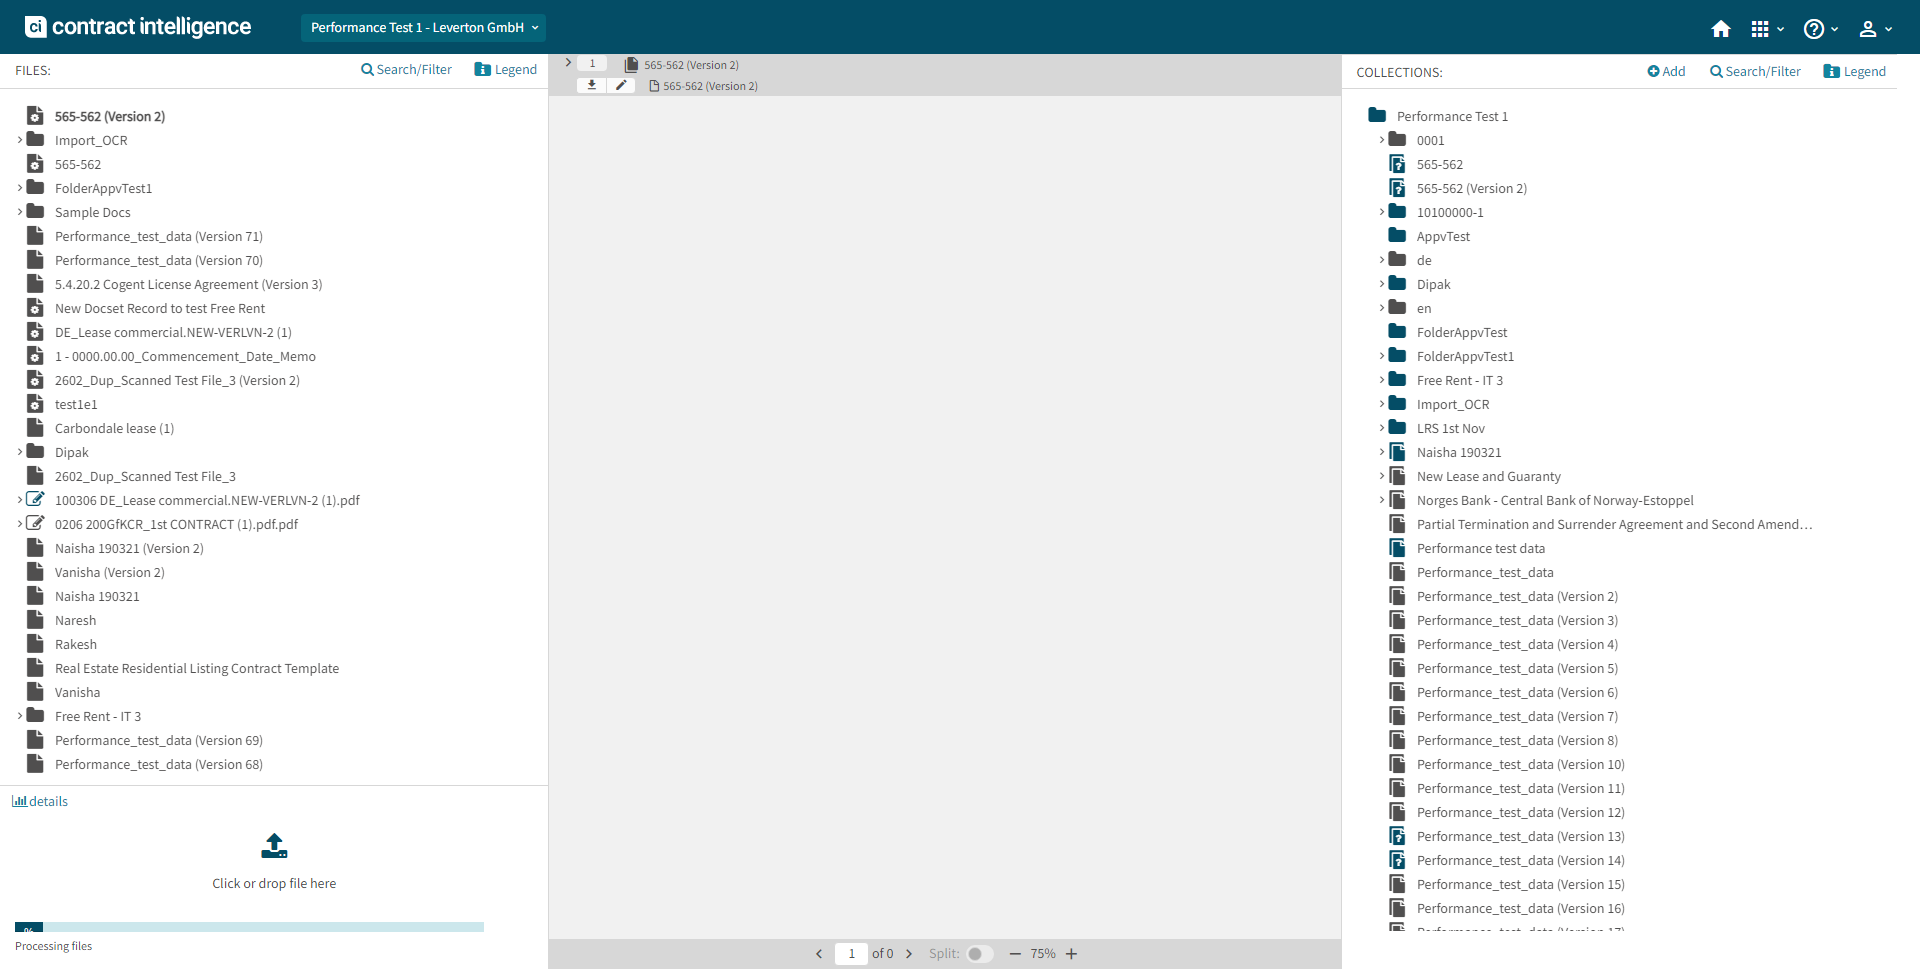 ci contract intelligence
Performance Test 1 - Leverton GmbH
FILES:
Search/Filter
Legend
565-562 (Version 2)
Import_OCR
565-562
FolderAppvTest1
Sample Docs
Performance_test_data (Version 71)
Performance_test_data (Version 70)
5.4.20.2 Cogent License Agreement (Version 3)
New Docset Record to test Free Rent
DE_Lease commercial.NEW-VERLVN-2 (1)
1 - 0000.00.00_Commencement_Date_Memo
2602_Dup_Scanned Test File_3 (Version 2)
test1e1
Carbondale lease (1)
Dipak
2602_Dup_Scanned Test File_3
100306 DE_Lease commercial.NEW-VERLVN-2 (1).pdf
0206 200GfKCR_1st CONTRACT (1).pdf.pdf
Naisha 190321 (Version 2)
Vanisha (Version 2)
Naisha 190321
Naresh
Rakesh
Real Estate Residential Listing Contract Template
Vanisha
Free Rent - IT 3
Performance_test_data (Version 69)
Performance_test_data (Version 68)
details
Click or drop file here
%
Processing files
1
565-562 (Version 2)
565-562 (Version 2)
1 of 0
Split:
75%
COLLECTIONS:
Add
Search/Filter
Legend
Performance Test 1
0001
565-562
565-562 (Version 2)
10100000-1
AppvTest
de
Dipak
en
FolderAppvTest
FolderAppvTest1
Free Rent - IT 3
Import_OCR
LRS 1st Nov
Naisha 190321
New Lease and Guaranty
Norges Bank - Central Bank of Norway-Estoppel
Partial Termination and Surrender Agreement and Second Amend…
Performance test data
Performance_test_data
Performance_test_data (Version 2)
Performance_test_data (Version 3)
Performance_test_data (Version 4)
Performance_test_data (Version 5)
Performance_test_data (Version 6)
Performance_test_data (Version 7)
Performance_test_data (Version 8)
Performance_test_data (Version 10)
Performance_test_data (Version 11)
Performance_test_data (Version 12)
Performance_test_data (Version 13)
Performance_test_data (Version 14)
Performance_test_data (Version 15)
Performance_test_data (Version 16)
Performance_test_data (Version 17)